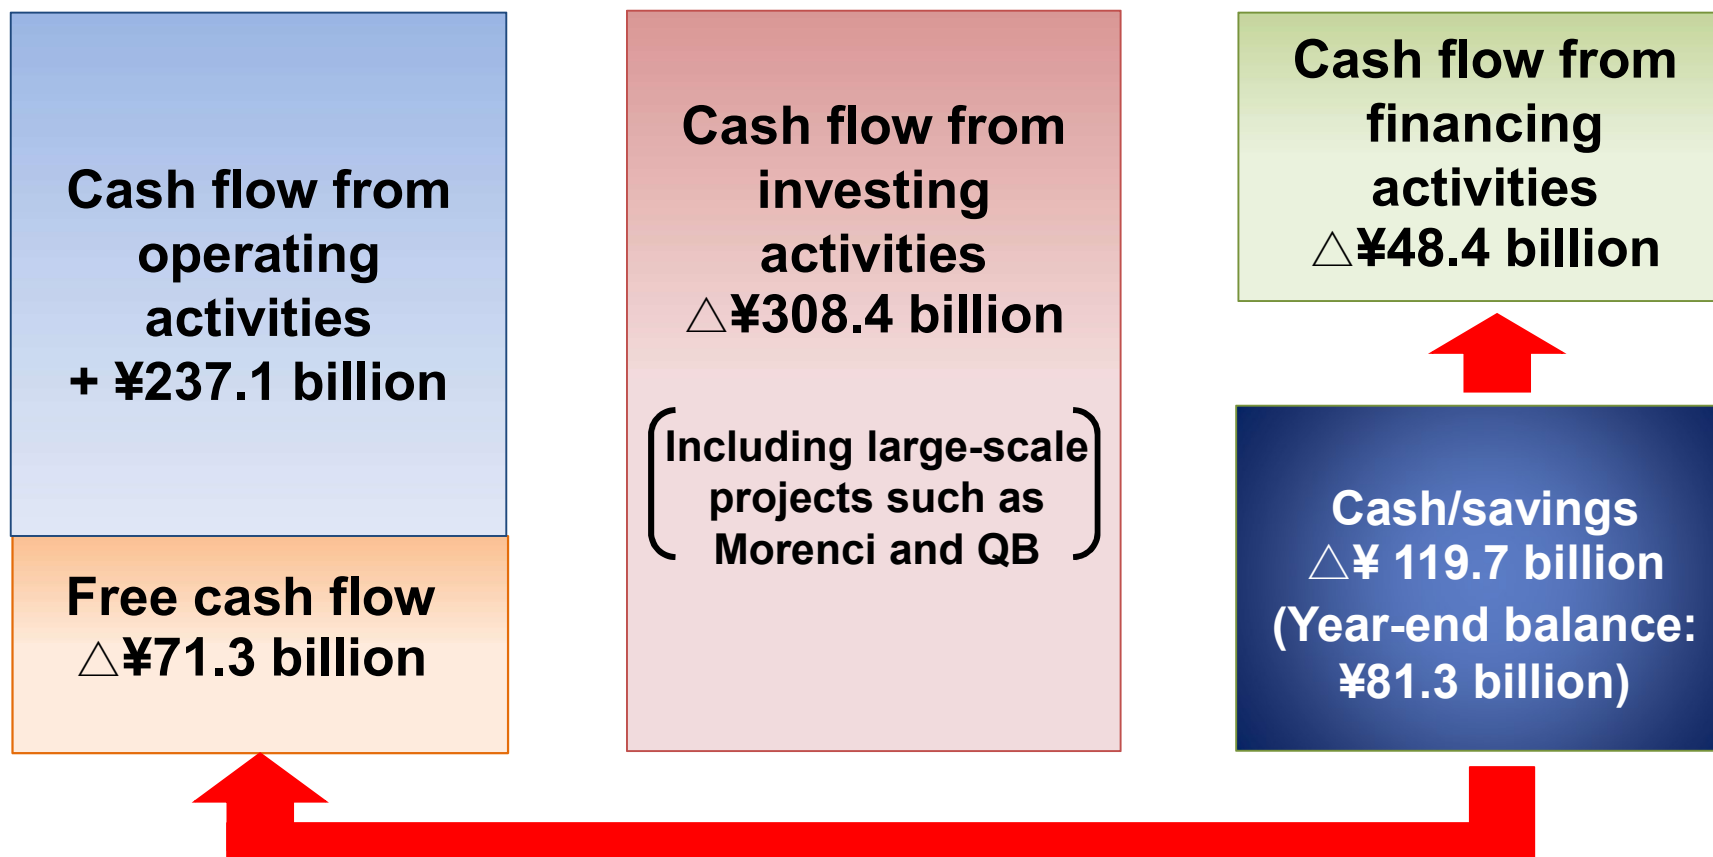 Cash flow from
operating
activities
+ ¥237.1 billion
Free cash flow
△¥71.3 billion
Cash flow from
investing
activities
△¥308.4 billion
Including large-scale
projects such as
Morenci and QB
Cash flow from
financing
activities
△¥48.4 billion
Cash/savings
△¥ 119.7 billion
(Year-end balance:
¥81.3 billion)